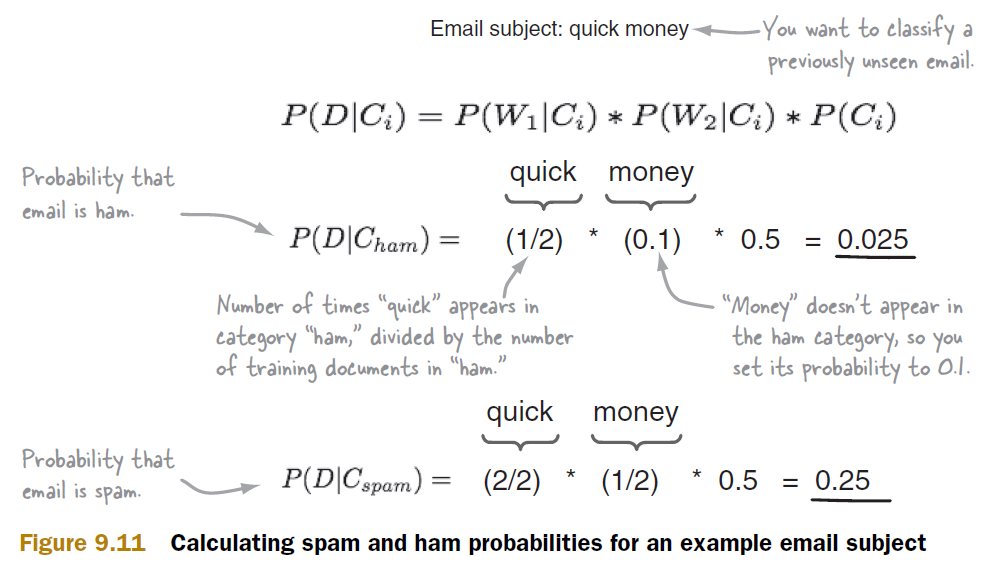 Email subject: quick money
You want to classify a
previously unseen email.
P(D|C_i) = P(W_1|C_i) * P(W_2|C_i) * P(C_i)
Probability that
email is ham.
quick money
P(D|C_ham) = (1/2) * (0.1) * 0.5 = 0.025
Number of times “quick” appears in
category “ham,” divided by the number
of training documents in “ham.”
“Money” doesn’t appear in
the ham category, so you
set its probability to 0.1.
quick money
Probability that
email is spam.
P(D|C_spam) = (2/2) * (1/2) * 0.5 = 0.25
Figure 9.11 Calculating spam and ham probabilities for an example email subject